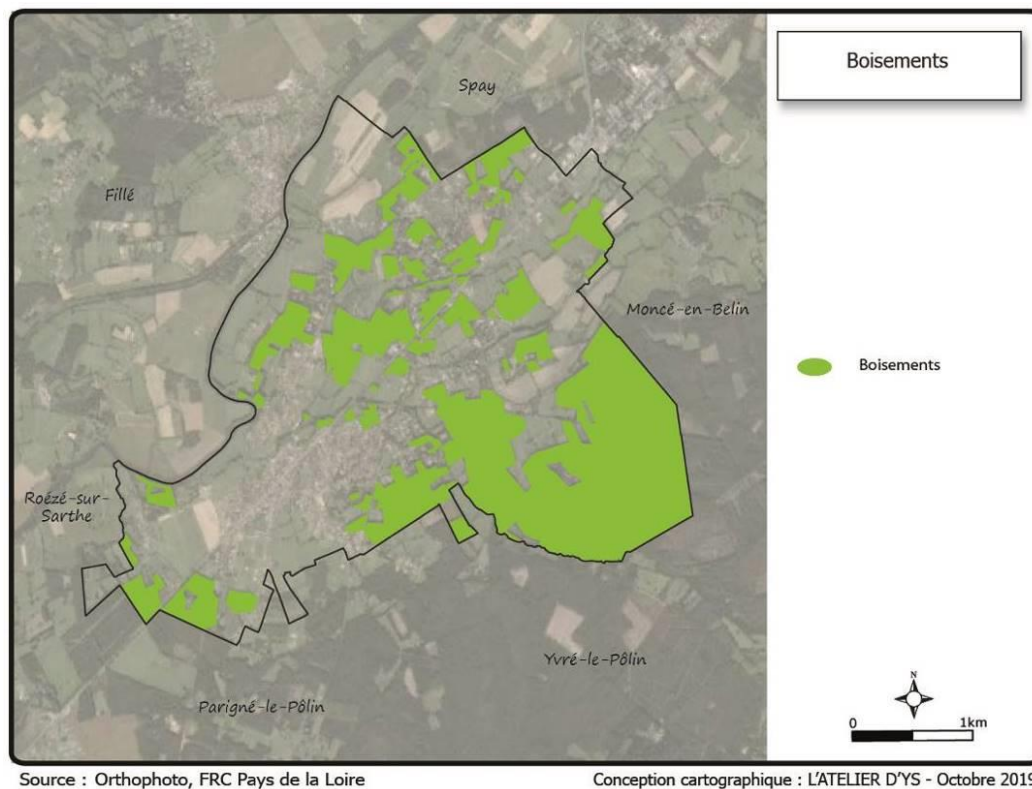 Boisements
Spay
Fillé
Moncé-en-Belin
Boisements
Roézé-sur-
Sarthe
Yvré-le-Pôlin
Parigné-le-Pôlin
N
0 1km
Source : Orthophoto, FRC Pays de la Loire
Conception cartographique : L'ATELIER D'YS - Octobre 2019